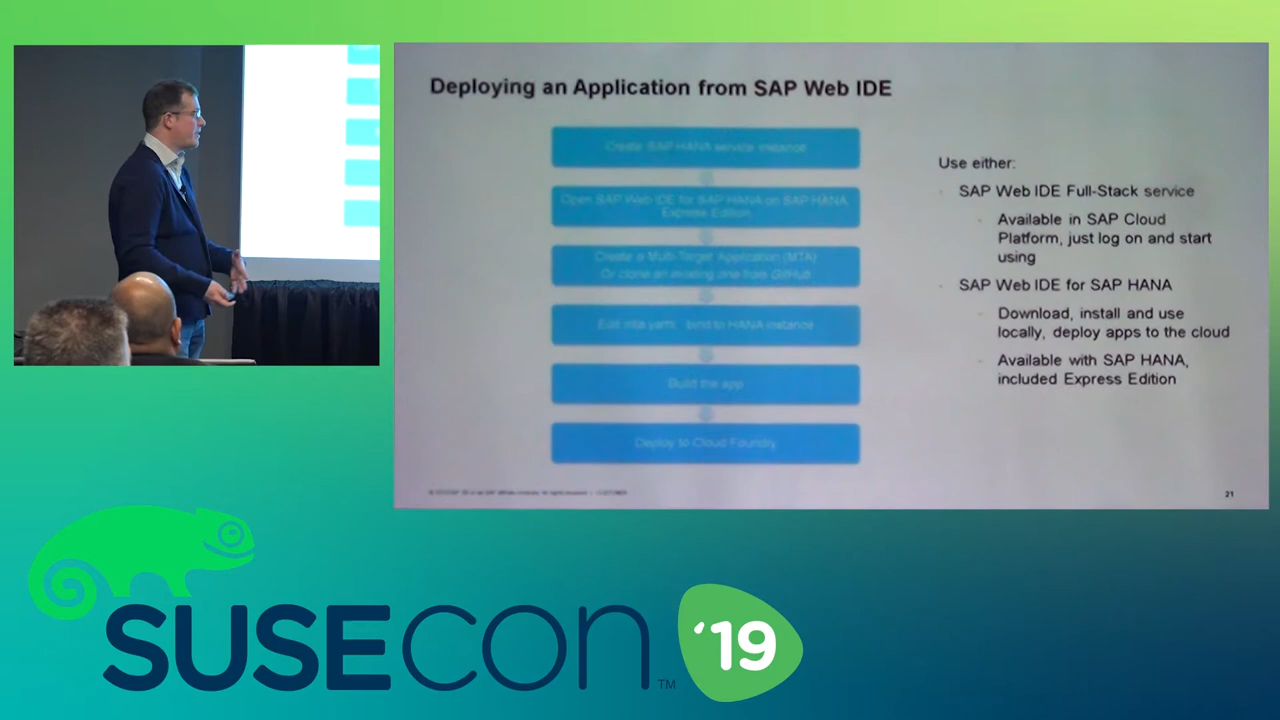 Deploying an Application from SAP Web IDE
Create SAP HANA service instance
Open SAP Web IDE for SAP HANA on SAP HANA
Express Edition
Create a Multi-Target Application (MTA)
Or clone an existing one from GitHub
Edit mta.yaml: bind to HANA instance
Build the app
Deploy to Cloud Foundry
Use either:
SAP Web IDE Full-Stack service
Available in SAP Cloud
Platform, just log on and start
using
SAP Web IDE for SAP HANA
Download, install and use
locally, deploy apps to the cloud
Available with SAP HANA,
included Express Edition
21
SUSECON™ '19